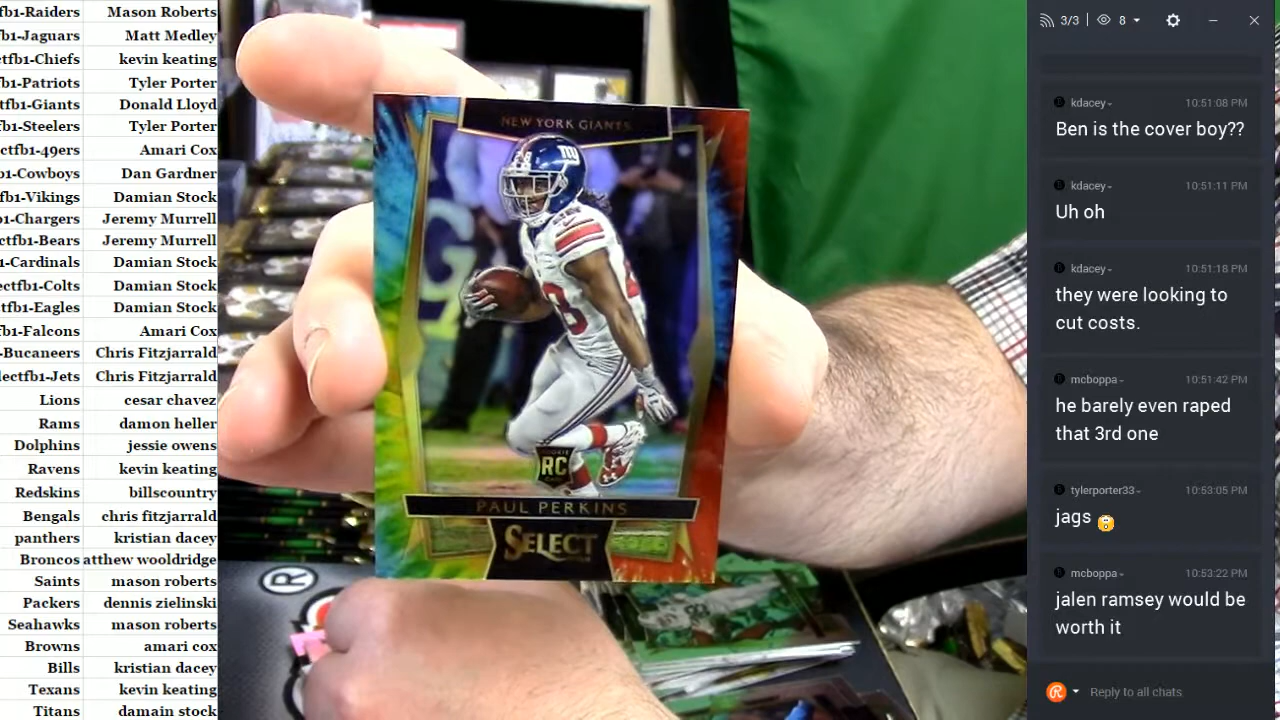 fb1-Raiders Mason Roberts
fb1-Jaguars Matt Medley
ctfb1-Chiefs kevin keating
fb1-Patriots Tyler Porter
ctfb1-Giants Donald Lloyd
fb1-Steelers Tyler Porter
ctfb1-49ers Amari Cox
fb1-Cowboys Dan Gardner
fb1-Vikings Damian Stock
1-Chargers Jeremy Murrell
ctfb1-Bears Jeremy Murrell
1-Cardinals Damian Stock
ectfb1-Colts Damian Stock
ctfb1-Eagles Damian Stock
tfb1-Falcons Amari Cox
-Bucaneers Chris Fitzjarrald
lectfb1-Jets Chris Fitzjarrald
Lions cesar chavez
Rams damon heller
Dolphins jessie owens
Ravens kevin keating
Redskins billscountry
Bengals chris fitzjarrald
panthers kristian dacey
Broncos atthew wooldridge
Saints mason roberts
Packers dennis zielinski
Seahawks mason roberts
Browns amari cox
Bills kristian dacey
Texans kevin keating
Titans damain stock
NEW YORK GIANTS
ROOKIE
RC
PAUL PERKINS
SELECT
3/3 8
kdacey 10:51:08 PM
Ben is the cover boy??
kdacey 10:51:11 PM
Uh oh
kdacey 10:51:18 PM
they were looking to
cut costs.
mcboppa 10:51:42 PM
he barely even raped
that 3rd one
tylerporter33 10:53:05 PM
jags
mcboppa 10:53:22 PM
jalen ramsey would be
worth it
Reply to all chats